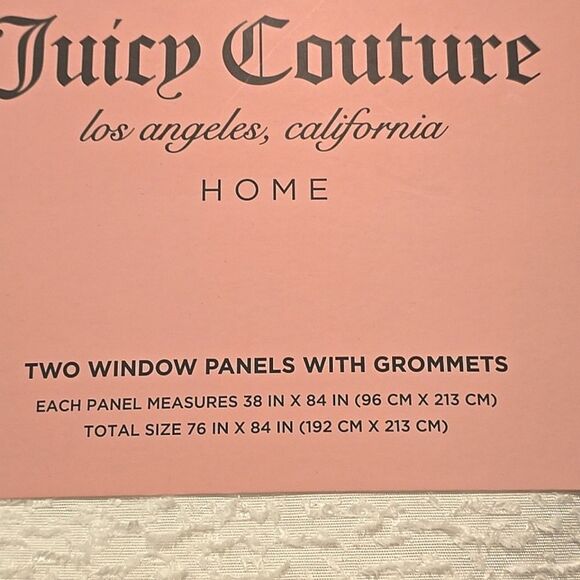 Juicy Couture
los angeles, california
HOME
TWO WINDOW PANELS WITH GROMMETS
EACH PANEL MEASURES 38 IN X 84 IN (96 CM X 213 CM)
TOTAL SIZE 76 IN X 84 IN (192 CM X 213 CM)